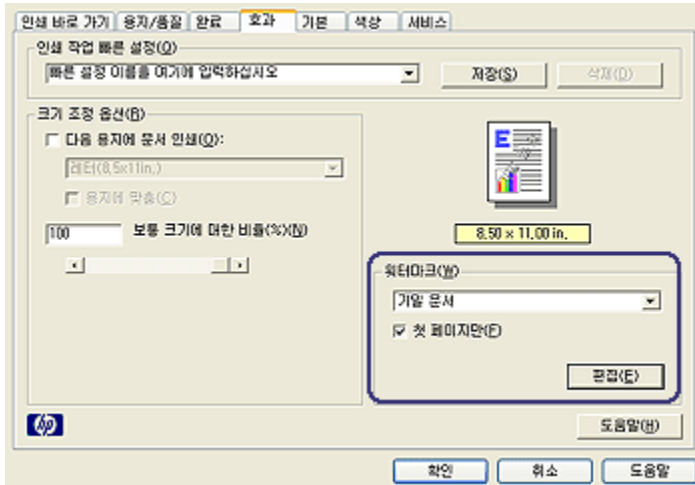 인쇄 바로 가기 용지/품질 완료 효과 기본 색상 서비스
인쇄 작업 빠른 설정(Q)
빠른 설정 이름을 여기에 입력하십시오 저장(S) 삭제(D)
크기 조정 옵션(R)
다음 용지에 문서 인쇄(O):
레터(8,5x11in,)
용지에 맞춤(C)
100 보통 크기에 대한 비율(%)(N)
E
8.50 × 11.00 in.
워터마크(W)
기밀 문서
첫 페이지만(F)
편집(E)
hp
도움말(H)
확인 취소 도움말